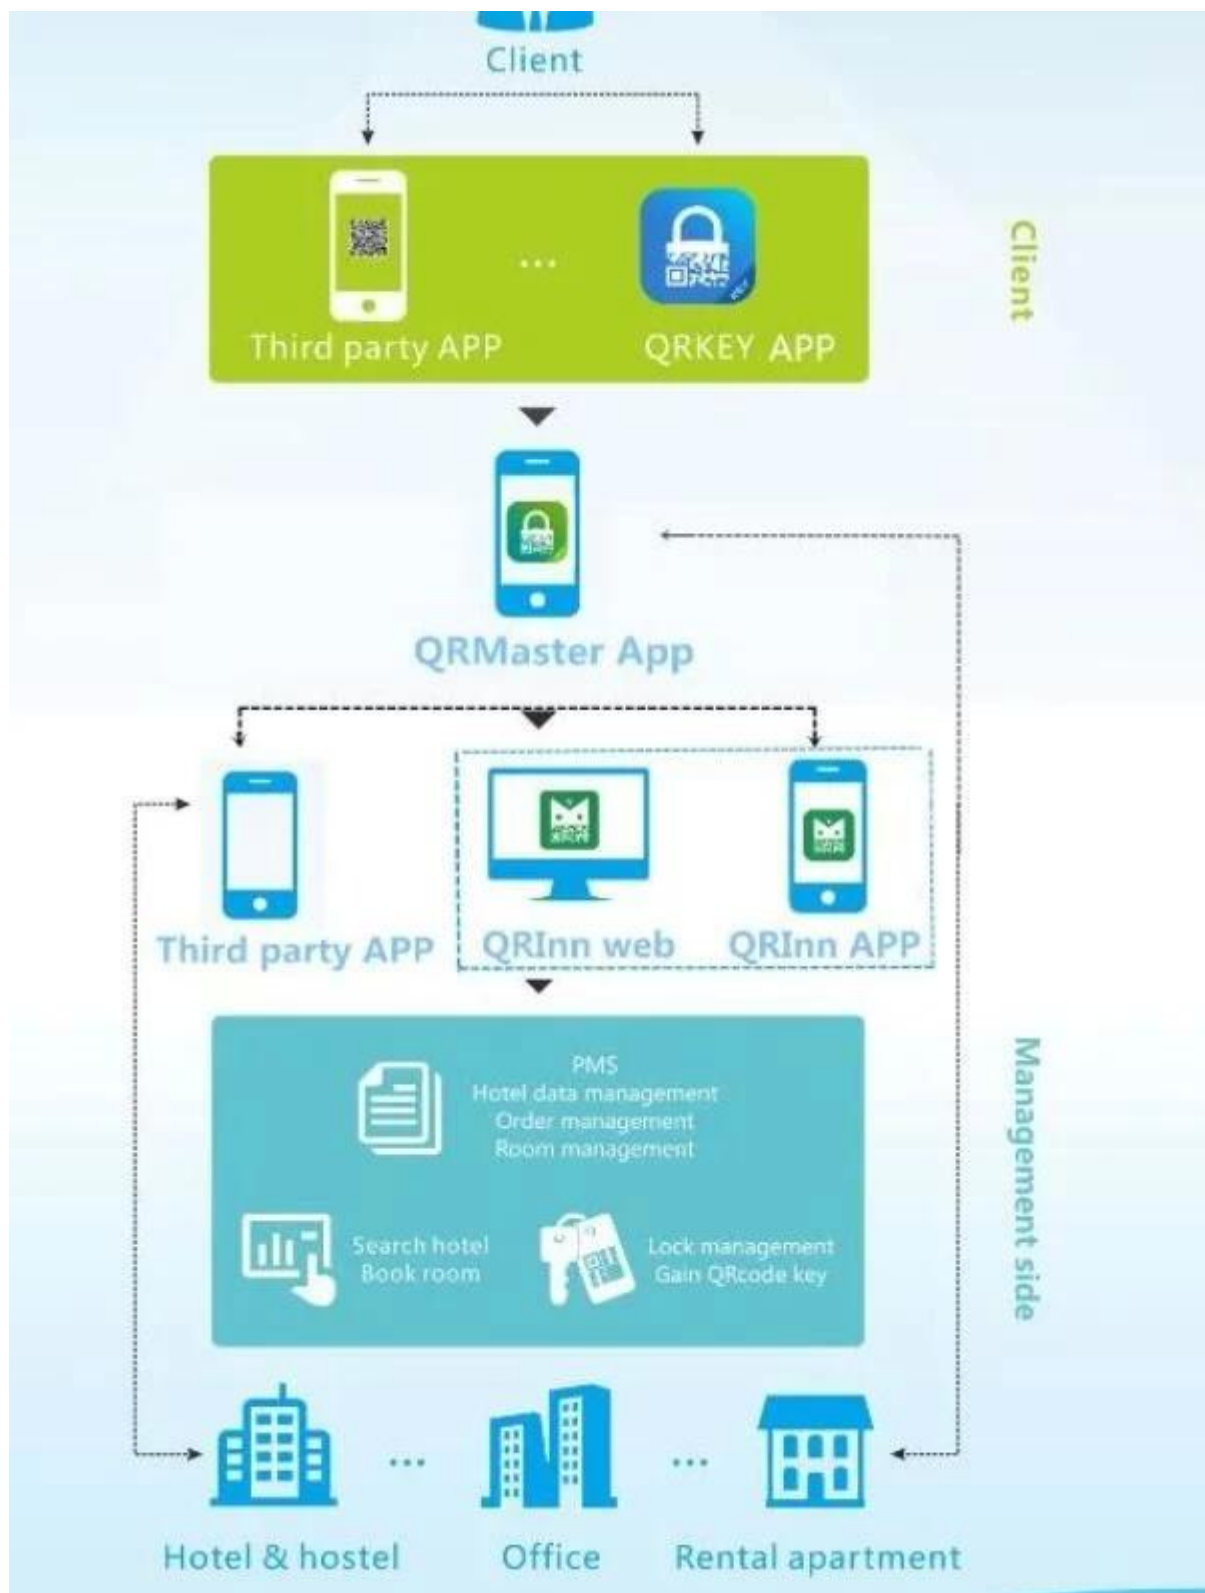 Client
Third party APP
...
QRKEY APP
Client
QRMaster App
Third party APP
QRInn web
QRInn APP
PMS
Hotel data management
Order management
Room management
Search hotel
Book room
Lock management
Gain QRcode key
Management side
...
...
Hotel & hostel
Office
Rental apartment